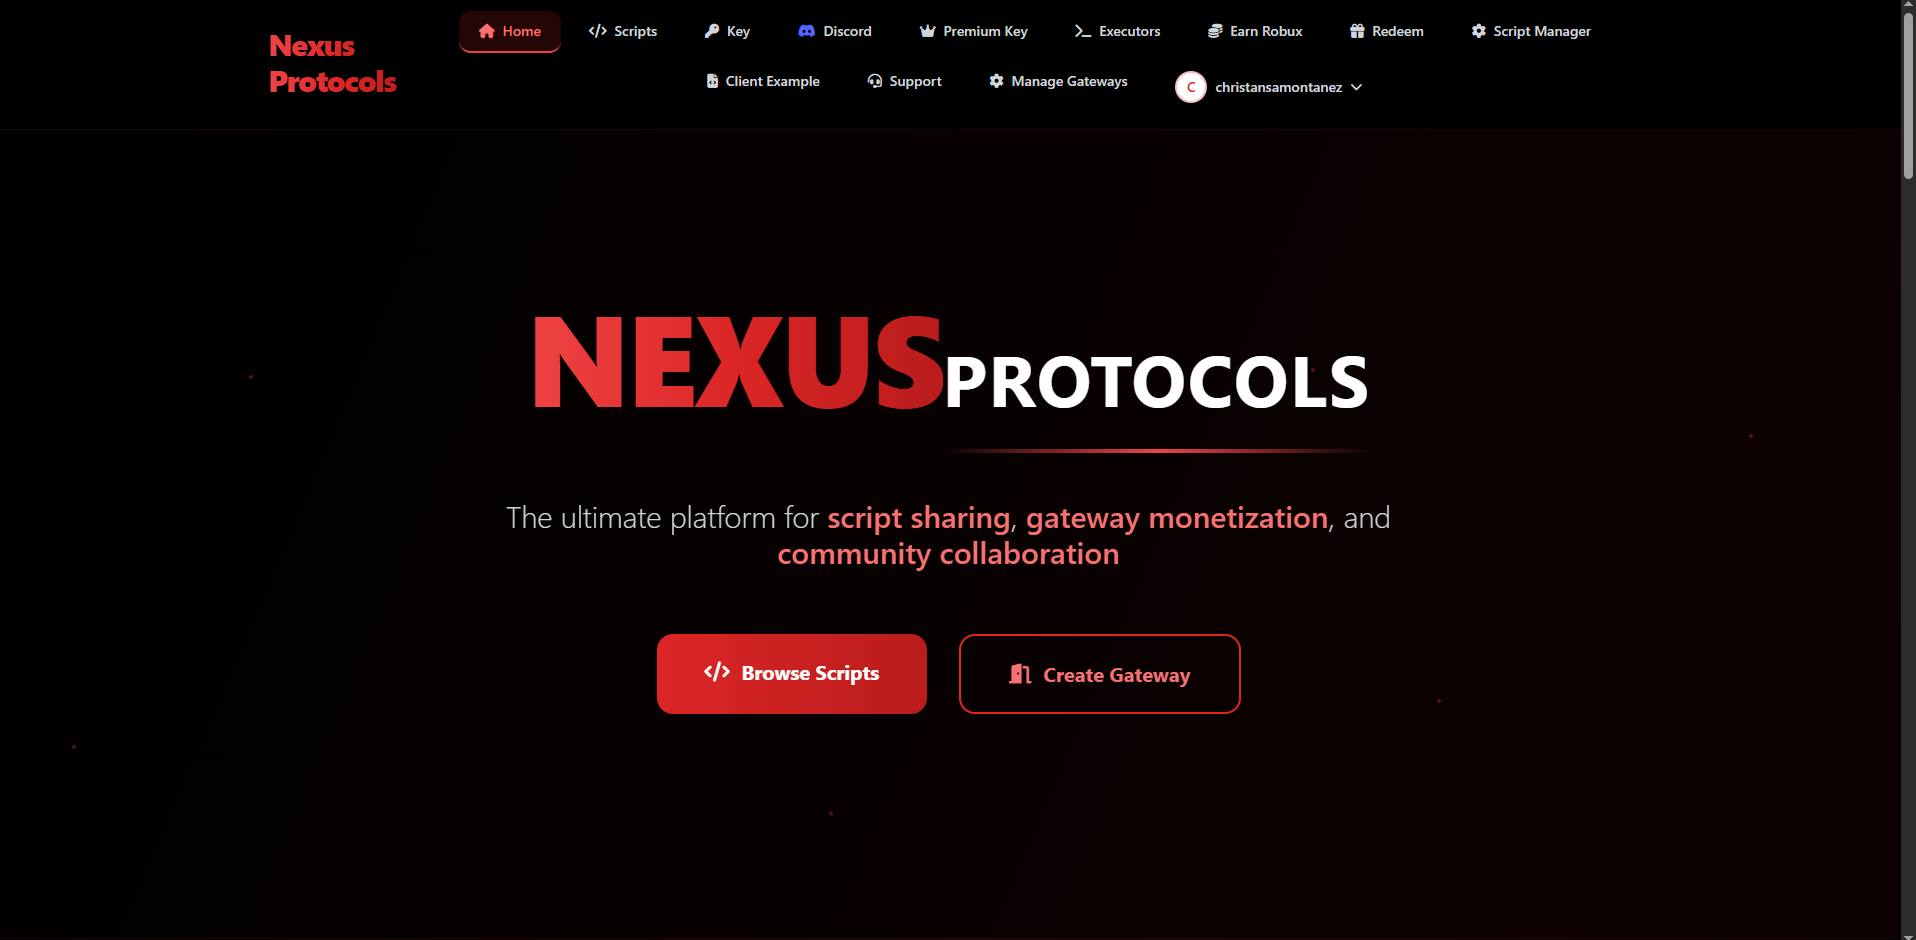 Nexus
Protocols
Home Scripts Key Discord Premium Key Executors Earn Robux Redeem Script Manager
Client Example Support Manage Gateways C christansamontanez
NEXUS PROTOCOLS
The ultimate platform for script sharing, gateway monetization, and
community collaboration
Browse Scripts Create Gateway